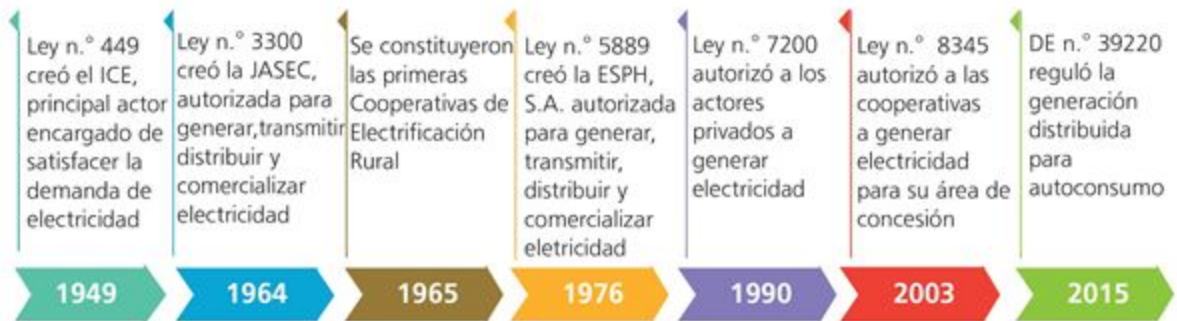 Ley n.° 449
creó el ICE,
principal actor
encargado de
satisfacer la
demanda de
electricidad
1949
Ley n.° 3300
creó la JASEC,
autorizada para
generar,transmitir
distribuir y
comercializar
electricidad
1964
Se constituyeron
las primeras
Cooperativas de
Electrificación
Rural
1965
Ley n.° 5889
creó la ESPH,
S.A. autorizada
para generar,
transmitir,
distribuir y
comercializar
eletricidad
1976
Ley n.° 7200
autorizó a los
actores
privados a
generar
electricidad
1990
Ley n.° 8345
autorizó a las
cooperativas
a generar
electricidad
para su área de
concesión
2003
DE n.° 39220
reguló la
generación
distribuida
para
autoconsumo
2015